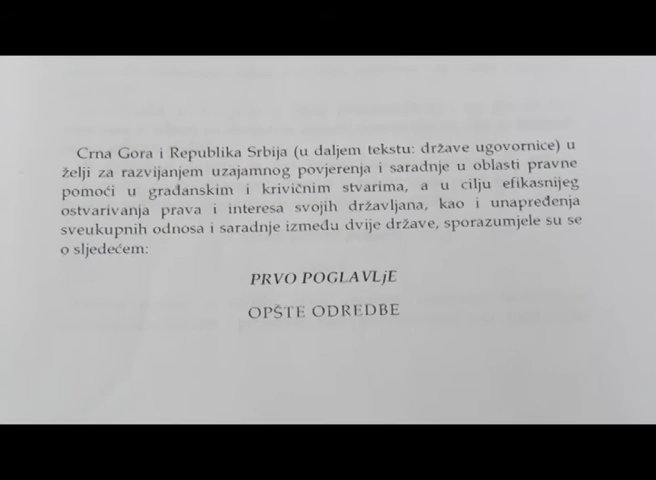 Crna Gora i Republika Srbija (u daljem tekstu: države ugovornice) u
želji za razvijanjem uzajamnog povjerenja i saradnje u oblasti pravne
pomoći u građanskim i krivičnim stvarima, a u cilju efikasnijeg
ostvarivanja prava i interesa svojih državljana, kao i unapređenja
sveukupnih odnosa i saradnje između dvije države, sporazumjele su se
o sljedećem:
PRVO POGLAVLjE
OPŠTE ODREDBE